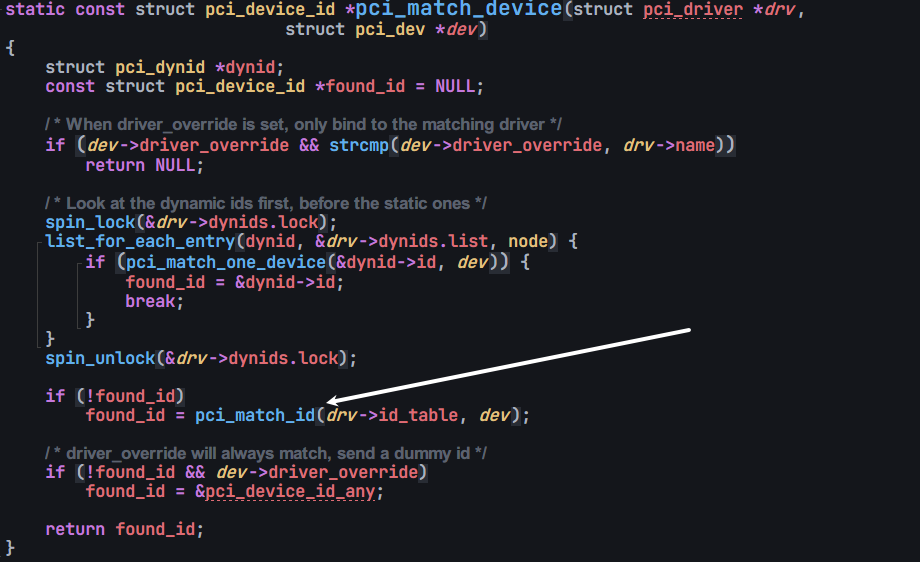 static const struct pci_device_id *pci_match_device(struct pci_driver *drv,
struct pci_dev *dev)
{
struct pci_dynid *dynid;
const struct pci_device_id *found_id = NULL;
/* When driver_override is set, only bind to the matching driver */
if (dev->driver_override && strcmp(dev->driver_override, drv->name))
return NULL;
/* Look at the dynamic ids first, before the static ones */
spin_lock(&drv->dynids.lock);
list_for_each_entry(dynid, &drv->dynids.list, node) {
if (pci_match_one_device(&dynid->id, dev)) {
found_id = &dynid->id;
break;
}
}
spin_unlock(&drv->dynids.lock);
if (!found_id)
found_id = pci_match_id(drv->id_table, dev);
/* driver_override will always match, send a dummy id */
if (!found_id && dev->driver_override)
found_id = &pci_device_id_any;
return found_id;
}